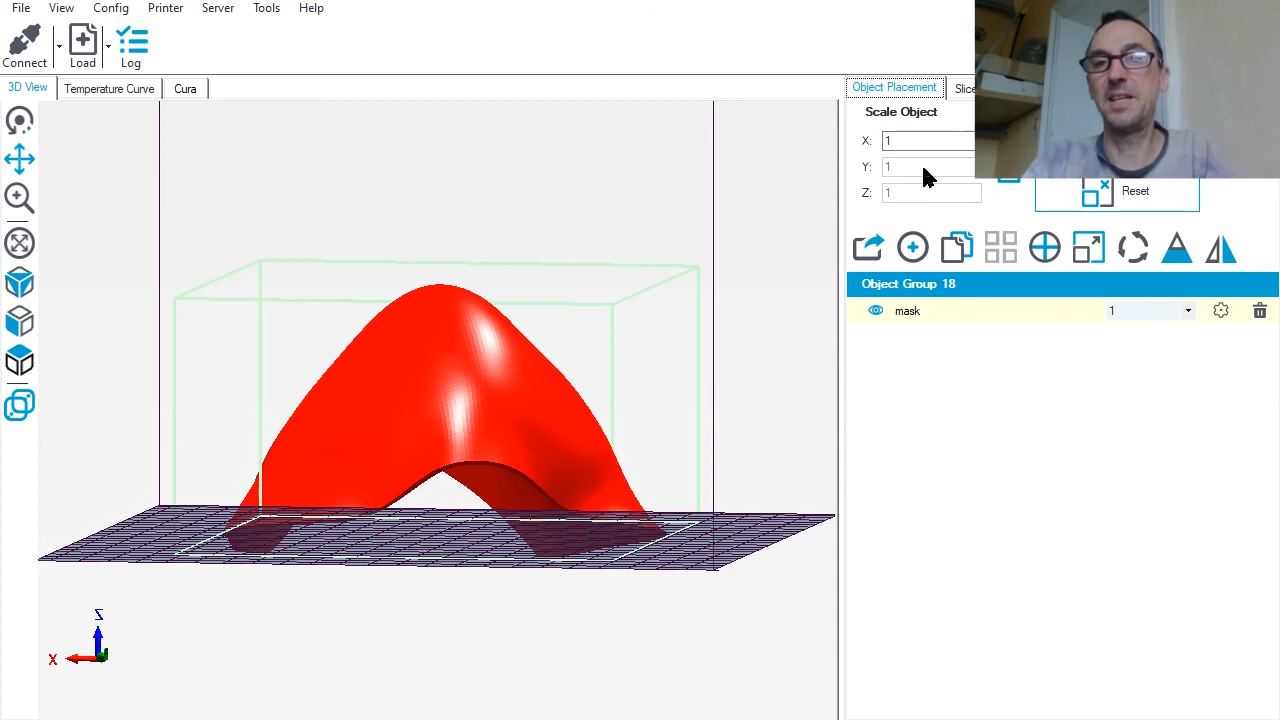 File View Config Printer Server Tools Help
Connect Load Log
3D View Temperature Curve Cura
Object Placement Slice
Scale Object
X: 1
Y: 1
Z: 1
Reset
Object Group 18
mask 1
Z
X